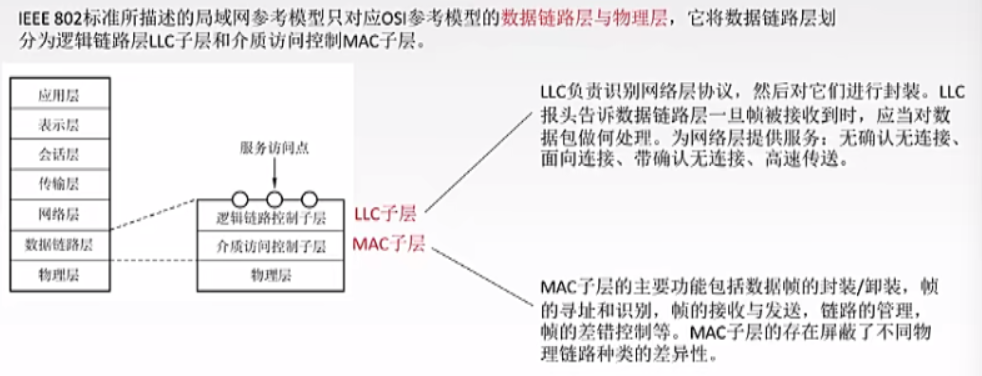 IEEE 802标准所描述的局域网参考模型只对应OSI参考模型的数据链路层与物理层，它将数据链路层划
分为逻辑链路层LLC子层和介质访问控制MAC子层。
应用层
表示层
会话层
传输层
网络层
数据链路层
物理层
服务访问点
逻辑链路控制子层
介质访问控制子层
物理层
LLC子层
MAC子层
LLC负责识别网络层协议，然后对它们进行封装。LLC
报头告诉数据链路层一旦帧被接收到时，应当对数
据包做何处理。为网络层提供服务：无确认无连接、
面向连接、带确认无连接、高速传送。
MAC子层的主要功能包括数据帧的封装/卸装，帧
的寻址和识别，帧的接收与发送，链路的管理，
帧的差错控制等。MAC子层的存在屏蔽了不同物
理链路种类的差异性。